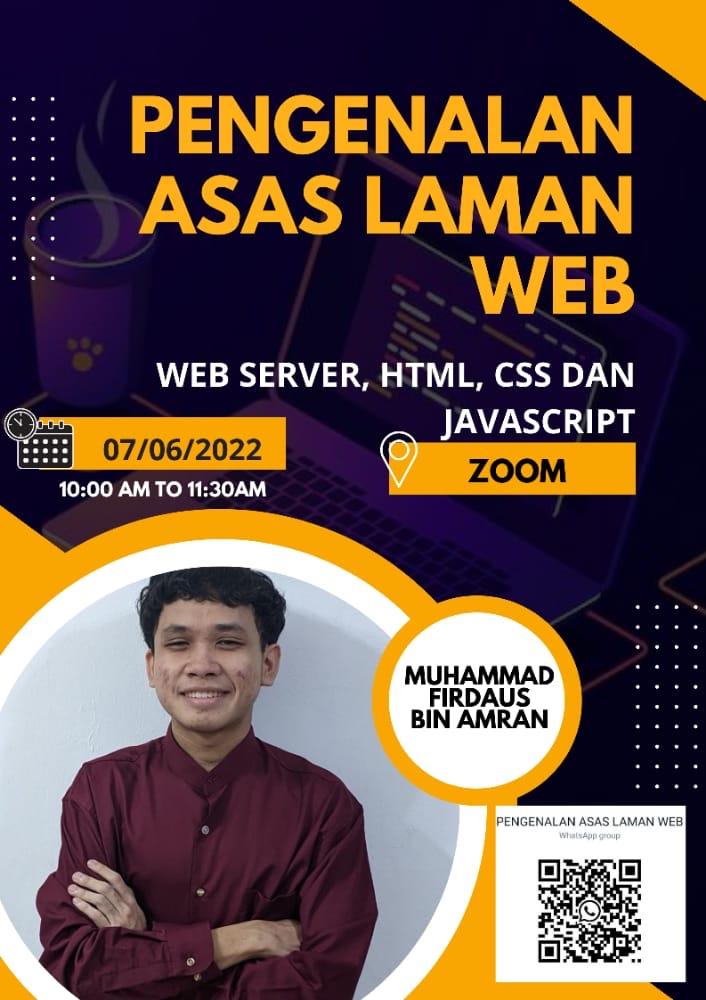 PENGENALAN
ASAS LAMAN
WEB
WEB SERVER, HTML, CSS DAN
JAVASCRIPT
07/06/2022
10:00 AM TO 11:30AM
ZOOM
MUHAMMAD
FIRDAUS
BIN AMRAN
PENGENALAN ASAS LAMAN WEB
WhatsApp group